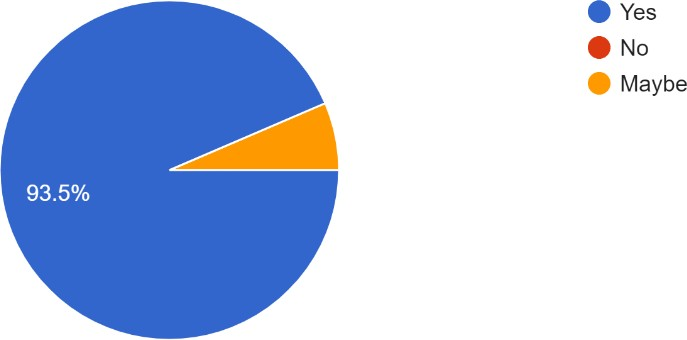 Yes
No
Maybe
93.5%